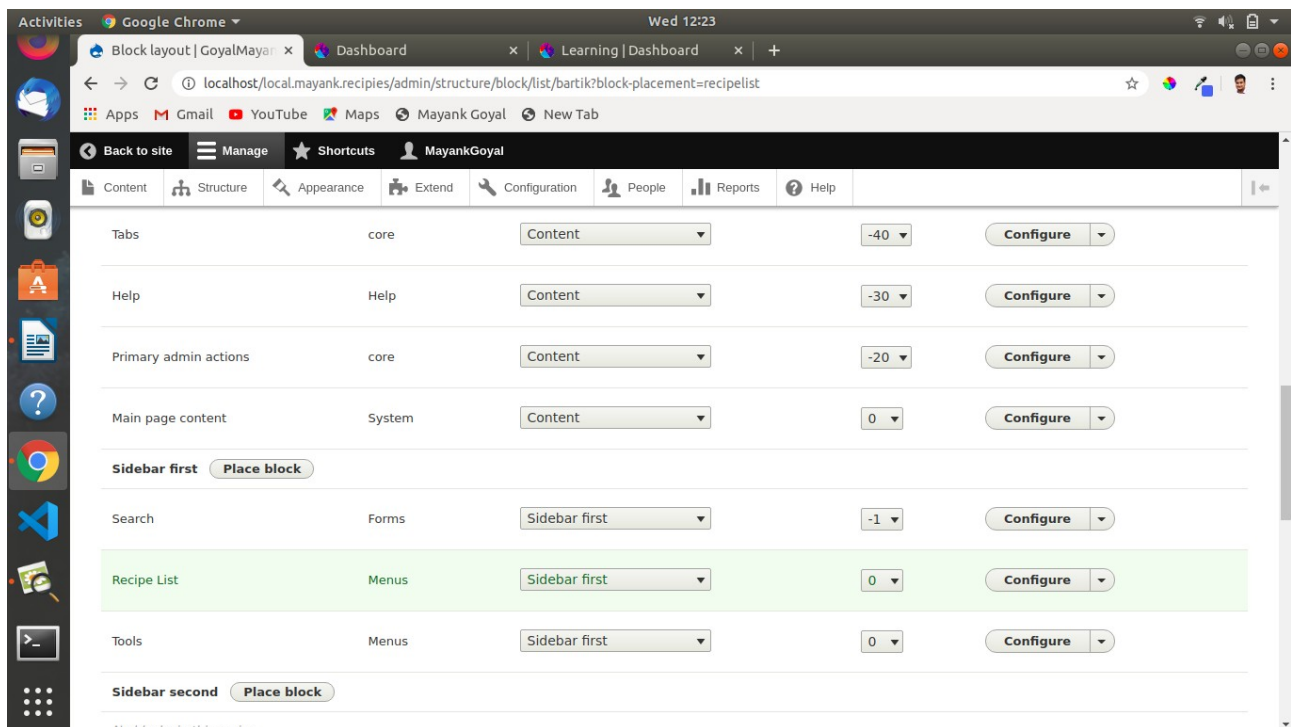 Activities Google Chrome Wed 12:23
Block layout | GoyalMayan Dashboard Learning | Dashboard
localhost/local.mayank.recipies/admin/structure/block/list/bartik?block-placement=recipelist
Apps Gmail YouTube Maps Mayank Goyal New Tab
Back to site Manage Shortcuts MayankGoyal
Content Structure Appearance Extend Configuration People Reports Help
Tabs core Content -40 Configure
Help Help Content -30 Configure
Primary admin actions core Content -20 Configure
Main page content System Content 0 Configure
Sidebar first Place block
Search Forms Sidebar first -1 Configure
Recipe List Menus Sidebar first 0 Configure
Tools Menus Sidebar first 0 Configure
Sidebar second Place block